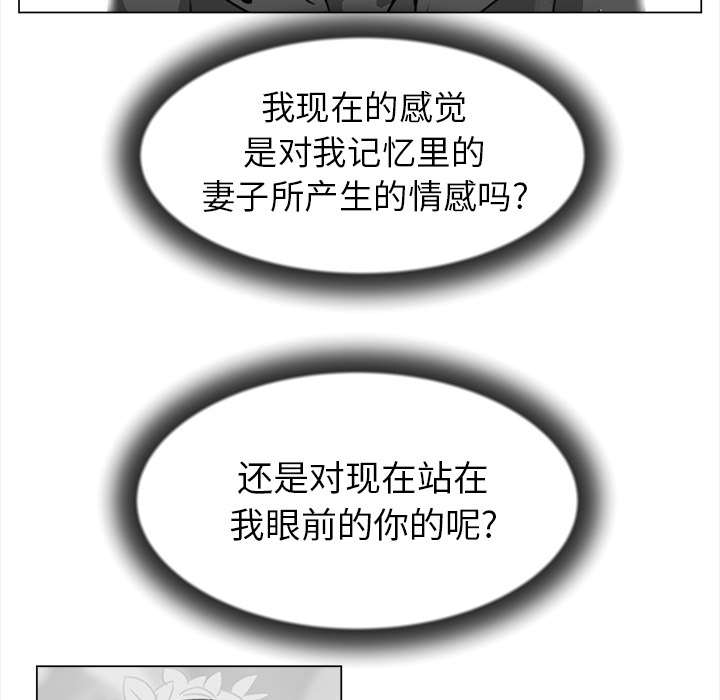 我现在的感觉
是对我记忆里的
妻子所产生的情感吗?
还是对现在站在
我眼前的你的呢?